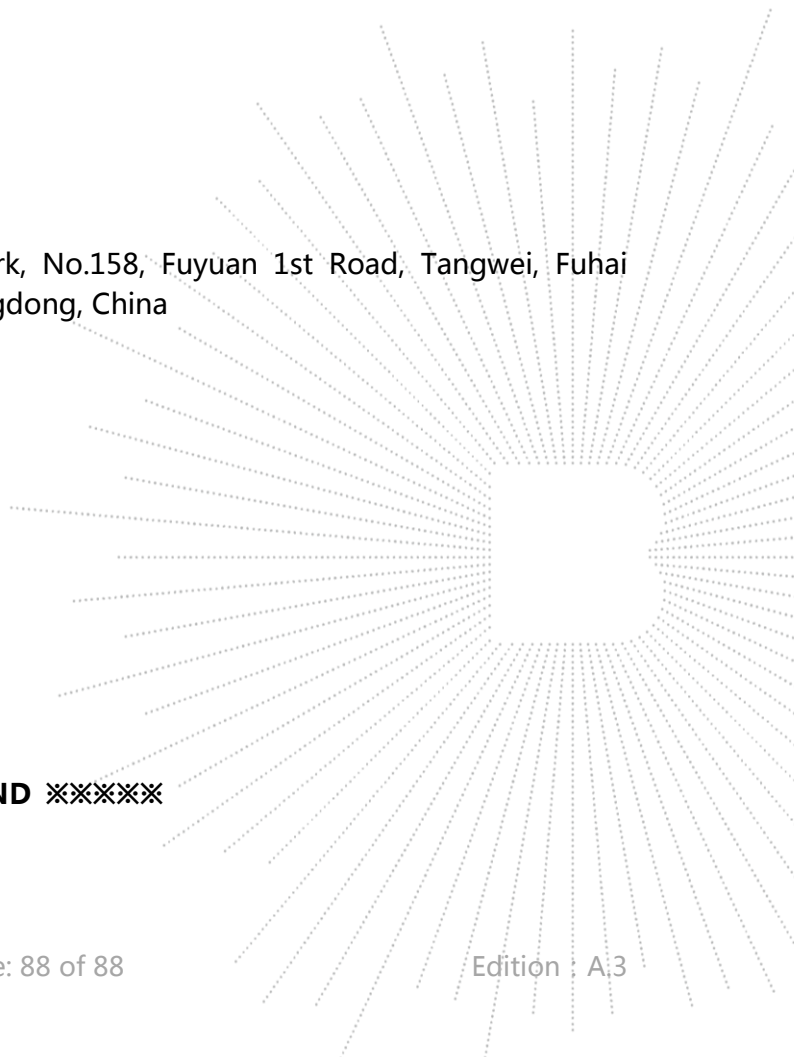 rk, No.158, Fuyuan 1st Road, Tangwei, Fuhai
gdong, China
ND ※※※※※
e: 88 of 88 Edition：A.3